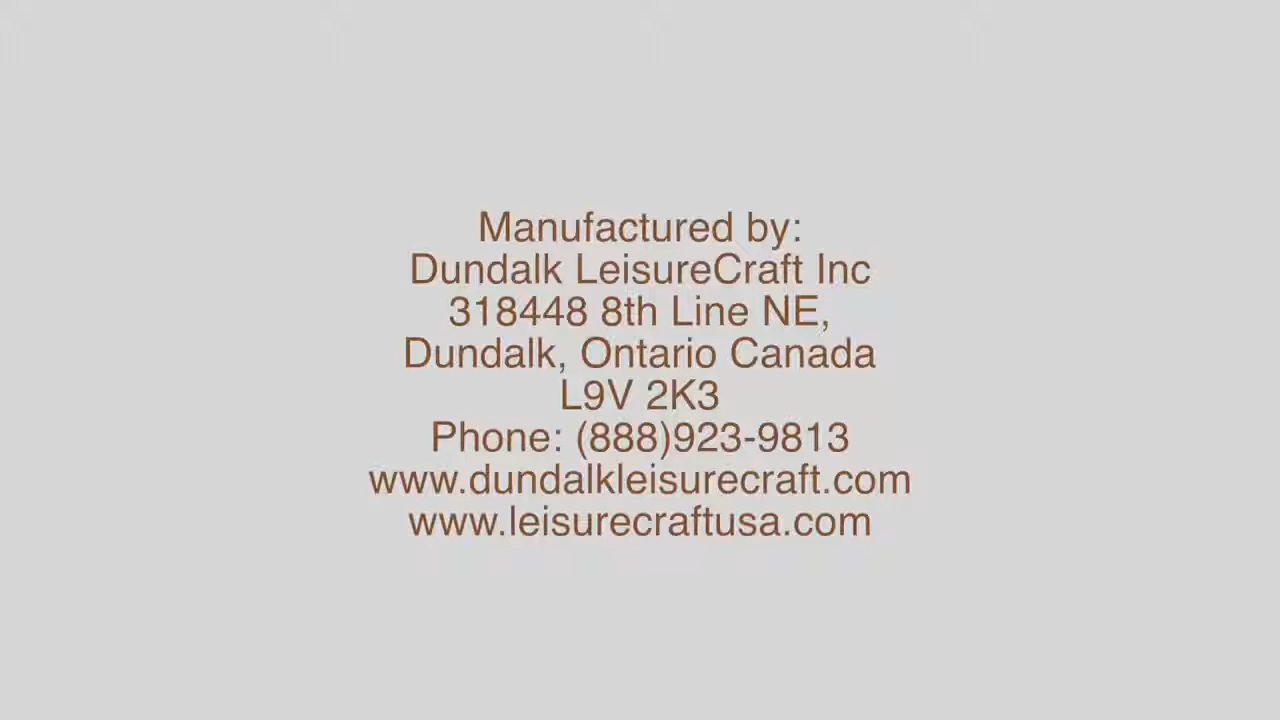 Manufactured by:
Dundalk LeisureCraft Inc
318448 8th Line NE,
Dundalk, Ontario Canada
L9V 2K3
Phone: (888)923-9813
www.dundalkleisurecraft.com
www.leisurecraftusa.com